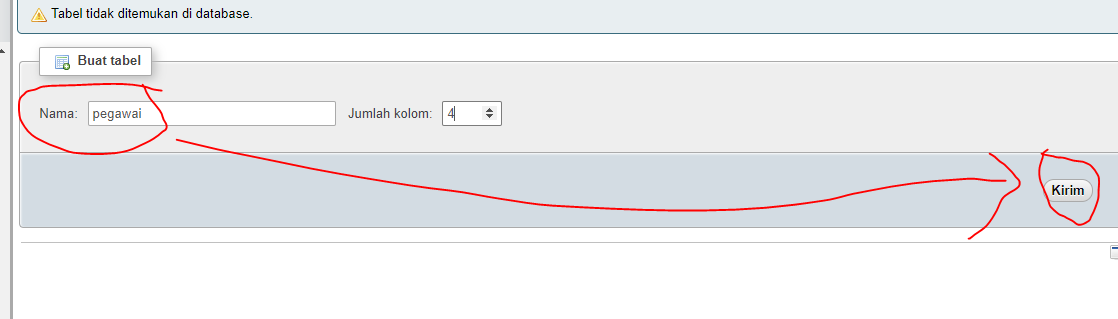 Tabel tidak ditemukan di database.
Buat tabel
Nama: pegawai Jumlah kolom: 4
Kirim